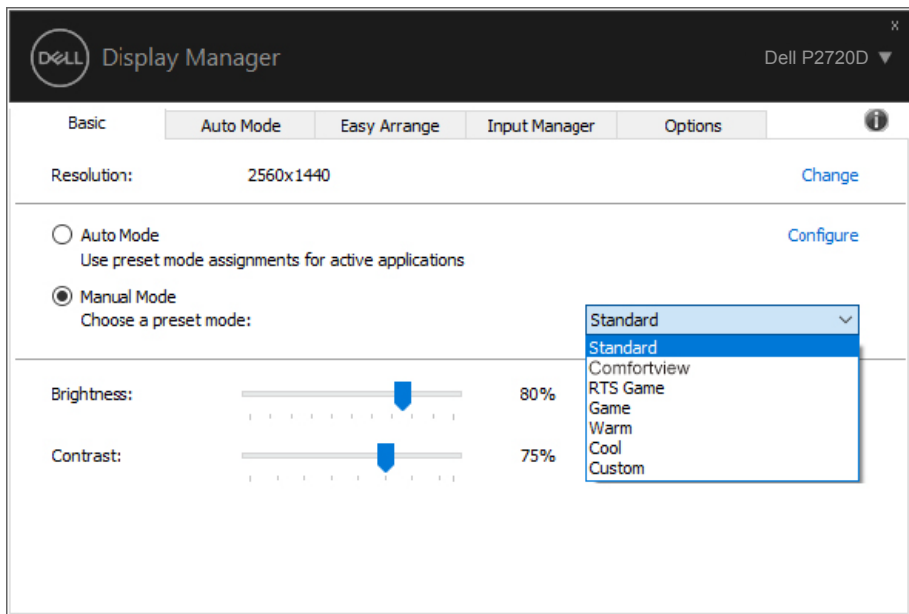 x
DELL Display Manager
Dell P2720D ▼
Basic Auto Mode Easy Arrange Input Manager Options
Resolution: 2560x1440 Change
Auto Mode Configure
Use preset mode assignments for active applications
Manual Mode
Choose a preset mode: Standard
Standard
Comfortview
RTS Game
Game
Warm
Cool
Custom
Brightness: 80%
Contrast: 75%